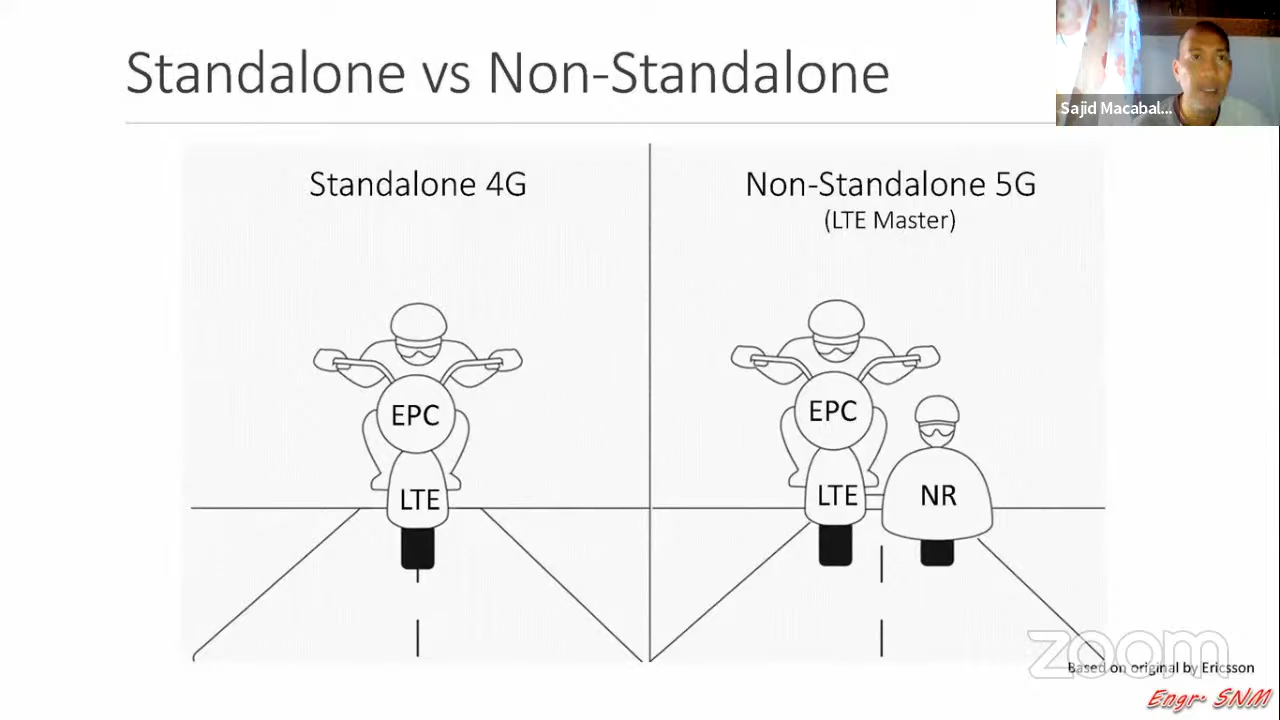 Standalone vs Non-Standalone
Sajid Macabal...
Standalone 4G
Non-Standalone 5G
(LTE Master)
EPC
LTE
EPC
LTE
NR
zoom
Based on original by Ericsson
Engr. SNM